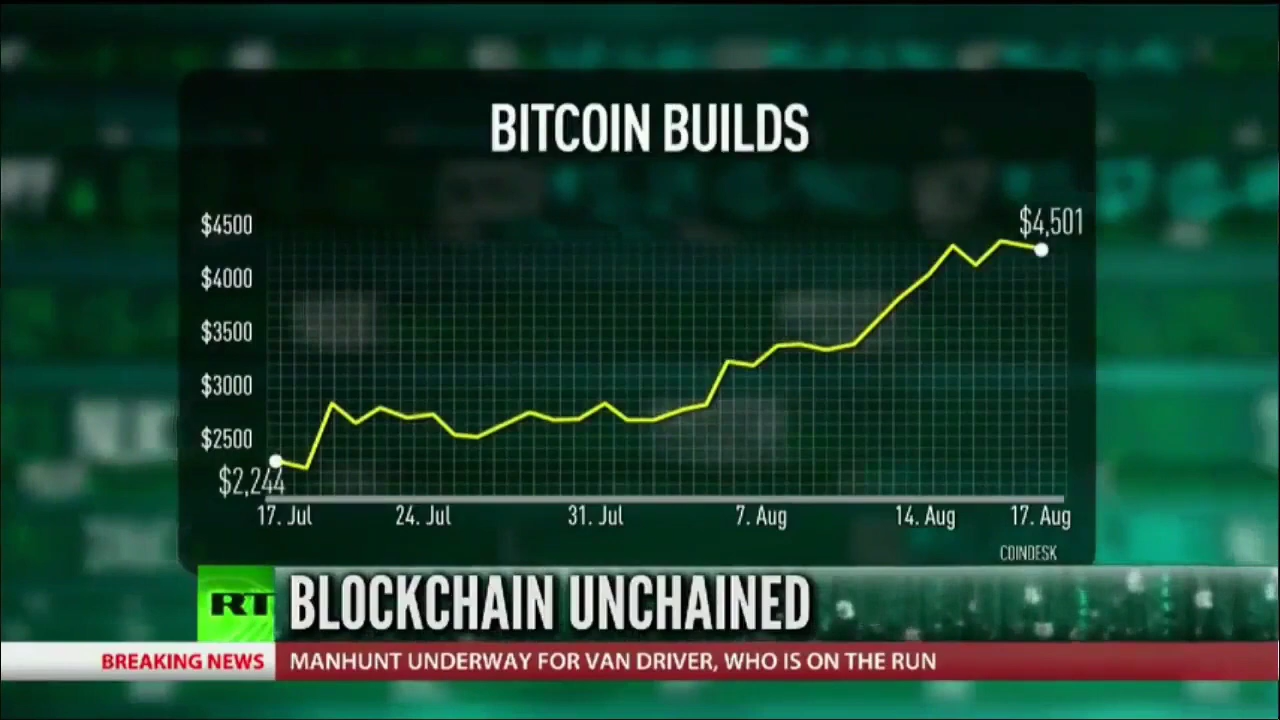 BITCOIN BUILDS
$4500
$4,501
$4000
$3500
$3000
$2500
$2,244
17. Jul 24. Jul 31. Jul 7. Aug 14. Aug 17. Aug
COINDESK
RT BLOCKCHAIN UNCHAINED
BREAKING NEWS MANHUNT UNDERWAY FOR VAN DRIVER, WHO IS ON THE RUN